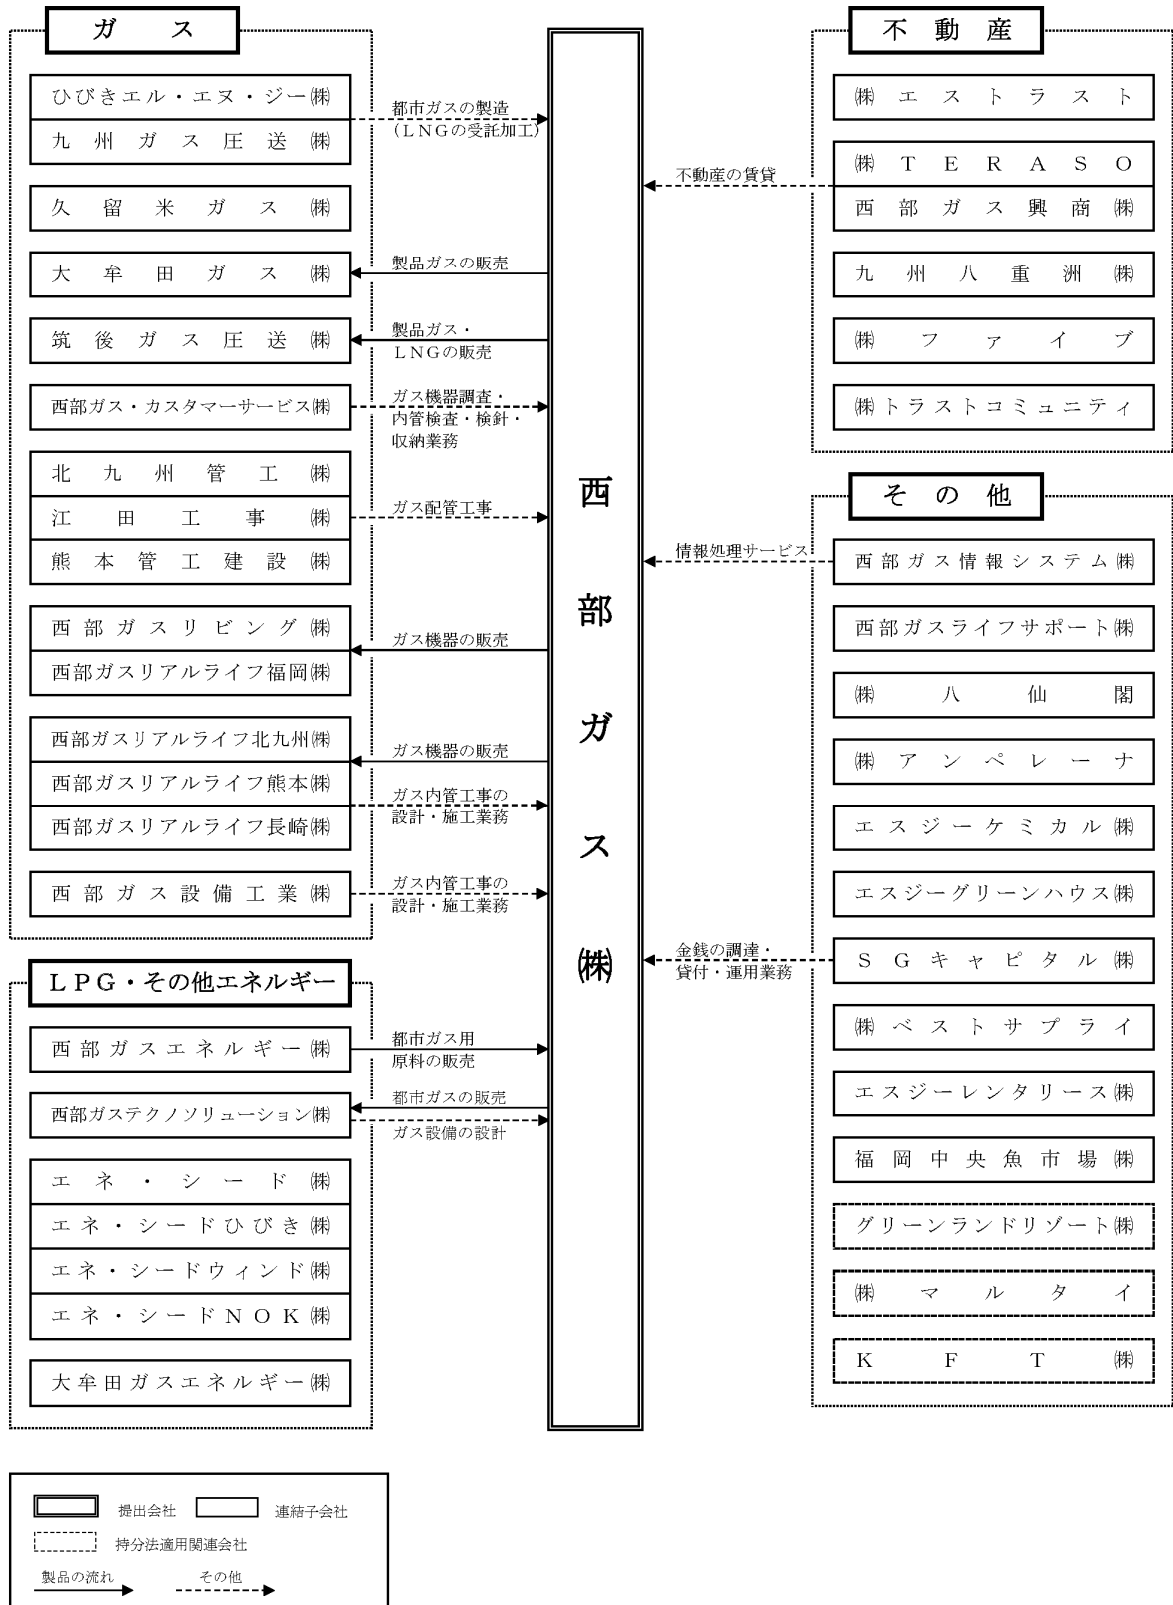 ガス
ひびきエル・エヌ・ジー㈱
九州ガス圧送㈱
久留米ガス㈱
大牟田ガス㈱
筑後ガス圧送㈱
西部ガス・カスタマーサービス㈱
北九州管工㈱
江田工事㈱
熊本管工建設㈱
西部ガスリビング㈱
西部ガスリアルライフ福岡㈱
西部ガスリアルライフ北九州㈱
西部ガスリアルライフ熊本㈱
西部ガスリアルライフ長崎㈱
西部ガス設備工業㈱
LPG・その他エネルギー
西部ガスエネルギー㈱
西部ガステクノソリューション㈱
エネ・シード㈱
エネ・シードひびき㈱
エネ・シードウィンド㈱
エネ・シードNOK㈱
大牟田ガスエネルギー㈱
都市ガスの製造
(LNGの受託加工)
製品ガスの販売
製品ガス・
LNGの販売
ガス機器調査・
内管検査・検針・
収納業務
ガス配管工事
ガス機器の販売
ガス機器の販売
ガス内管工事の
設計・施工業務
ガス内管工事の
設計・施工業務
都市ガス用
原料の販売
都市ガスの販売
ガス設備の設計
西部ガス㈱
不動産の賃貸
情報処理サービス
金銭の調達・
貸付・運用業務
不動産
㈱エストラスト
㈱TERASO
西部ガス興商㈱
九州八重洲㈱
㈱ファイブ
㈱トラストコミュニティ
その他
西部ガス情報システム㈱
西部ガスライフサポート㈱
㈱八仙閣
㈱アンペレーナ
エスジーケミカル㈱
エスジーグリーンハウス㈱
SGキャピタル㈱
㈱ベストサプライ
エスジーレンタリース㈱
福岡中央魚市場㈱
グリーンランドリゾート㈱
㈱マルタイ
KFT㈱
提出会社 連結子会社
持分法適用関連会社
製品の流れ その他